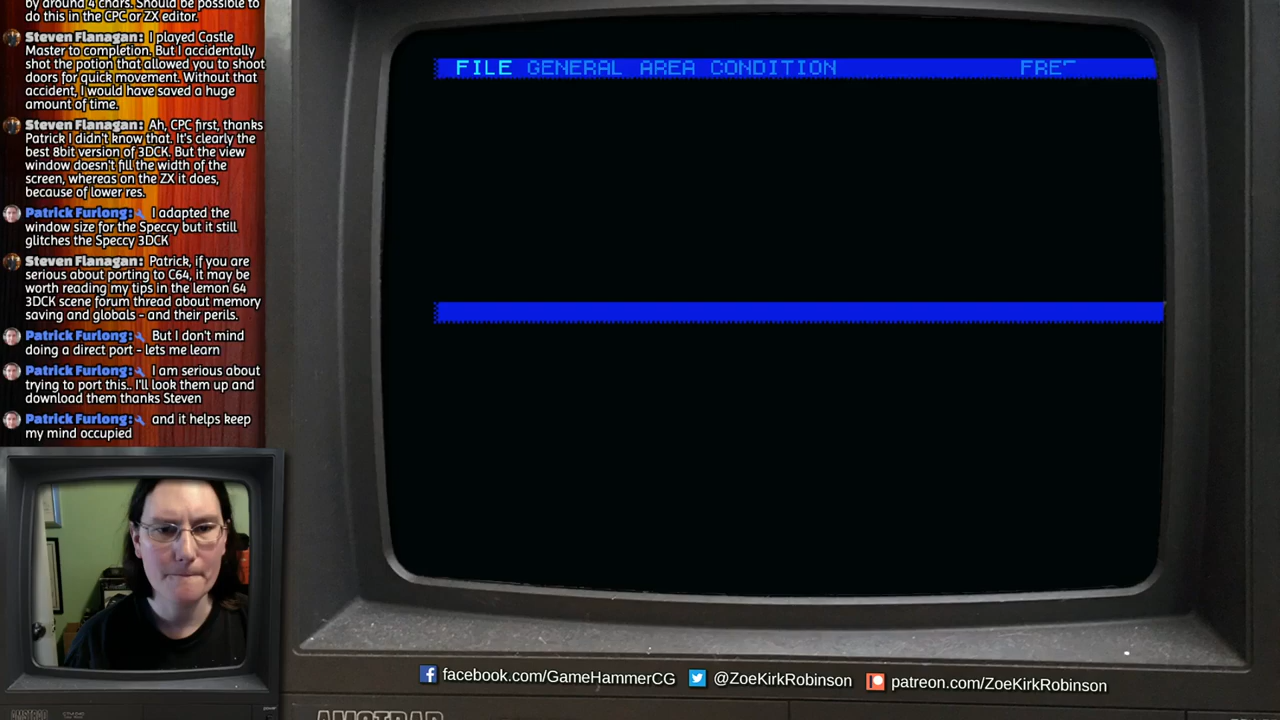 by around 4 chars. Should be possible to
do this in the CPC or ZX editor.
Steven Flanagan: I played Castle
Master to completion. But I accidentally
shot the potion that allowed you to shoot
doors for quick movement. Without that
accident, I would have saved a huge
amount of time.
Steven Flanagan: Ah, CPC first, thanks
Patrick I didn't know that. It's clearly the
best 8bit version of 3DCK. But the view
window doesn't fill the width of the
screen, whereas on the ZX it does,
because of lower res.
Patrick Furlong: I adapted the
window size for the Speccy but it still
glitches the Speccy 3DCK
Steven Flanagan: Patrick, if you are
serious about porting to C64, it may be
worth reading my tips in the lemon 64
3DCK scene forum thread about memory
saving and globals - and their perils.
Patrick Furlong: But I don't mind
doing a direct port - lets me learn
Patrick Furlong: I am serious about
trying to port this.. I'll look them up and
download them thanks Steven
Patrick Furlong: and it helps keep
my mind occupied
FILE GENERAL AREA CONDITION
facebook.com/GameHammerCG
@ZoeKirkRobinson
patreon.com/ZoeKirkRobinson